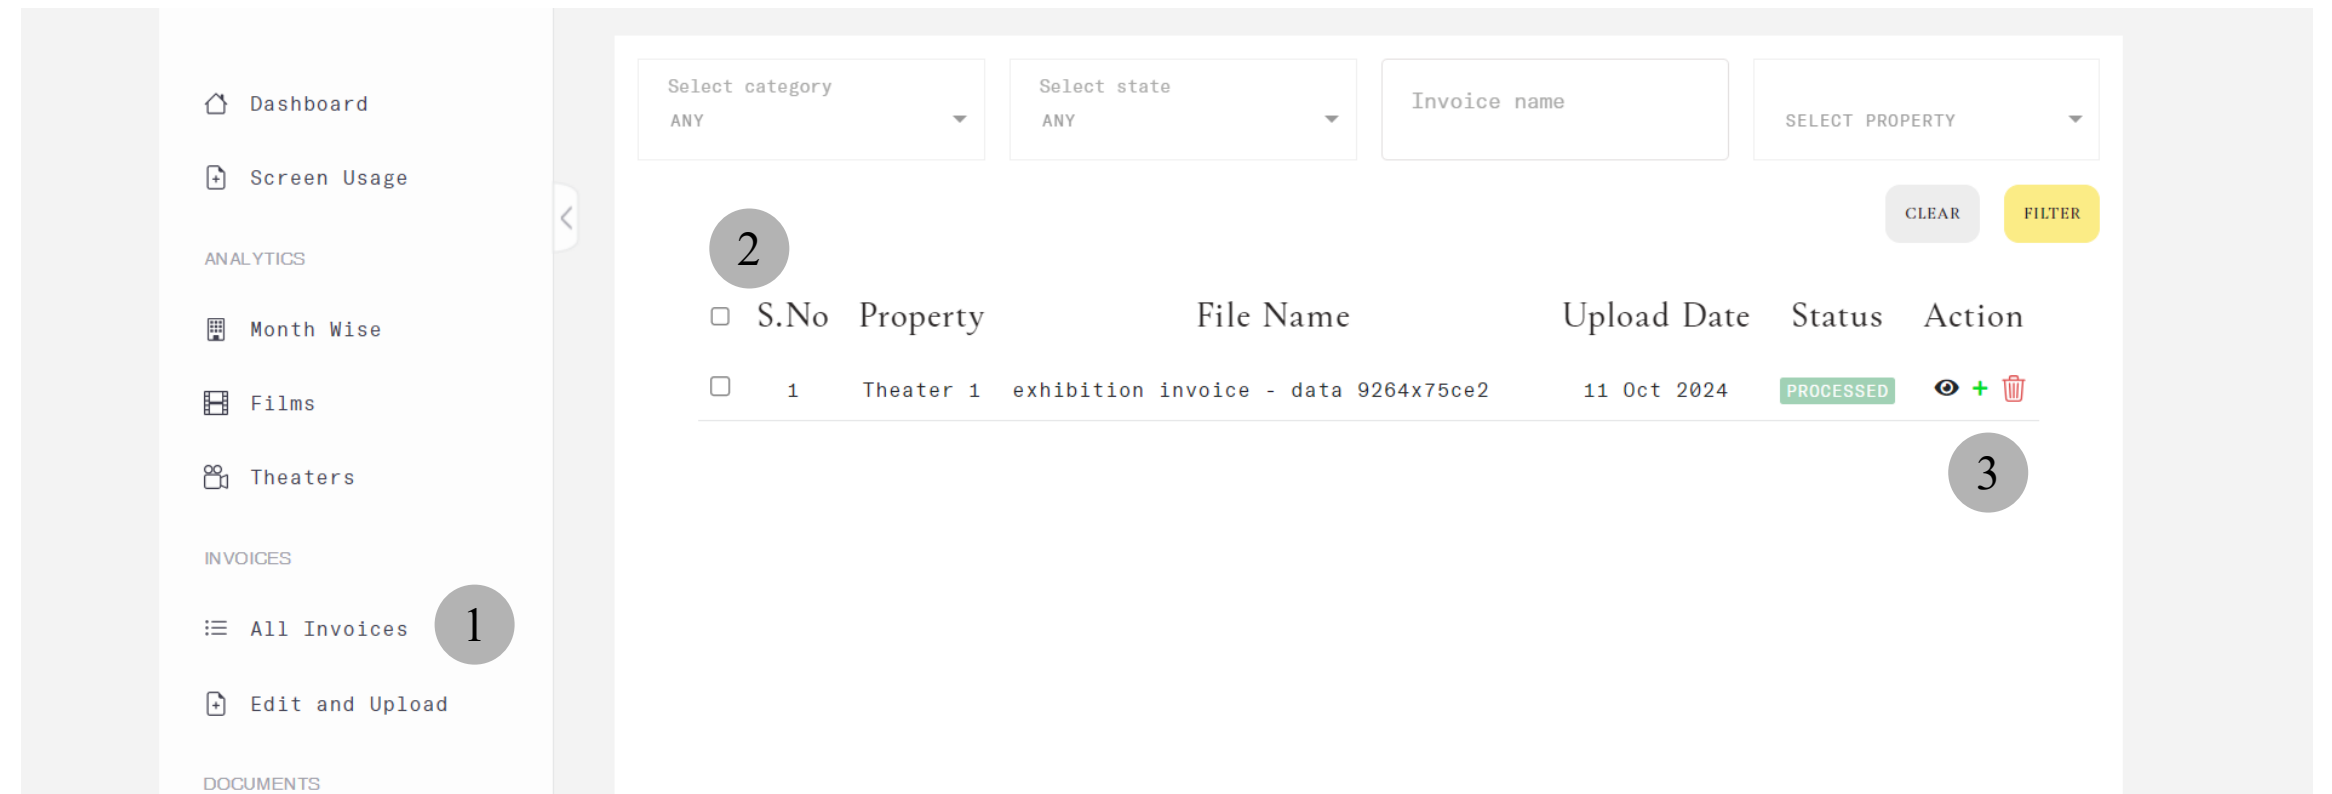 Dashboard
Screen Usage
ANALYTICS
Month Wise
Films
Theaters
INVOICES
All Invoices 1
Edit and Upload
DOCUMENTS
Select category
ANY
Select state
ANY
Invoice name
SELECT PROPERTY
CLEAR FILTER
2
S.No Property File Name Upload Date Status Action
1 Theater 1 exhibition invoice - data 9264x75ce2 11 Oct 2024 PROCESSED
3